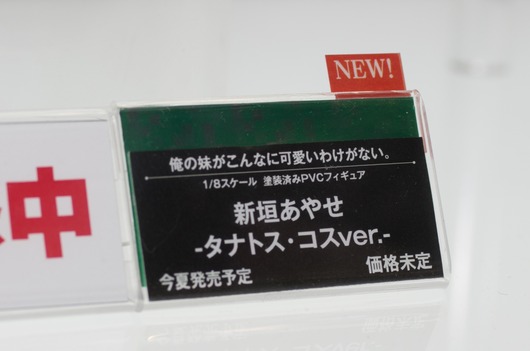 NEW!
俺の妹がこんなに可愛いわけがない。
1/8スケール 塗装済みPVCフィギュア
新垣あやせ
-タナトス・コスver.-
今夏発売予定 価格未定
中